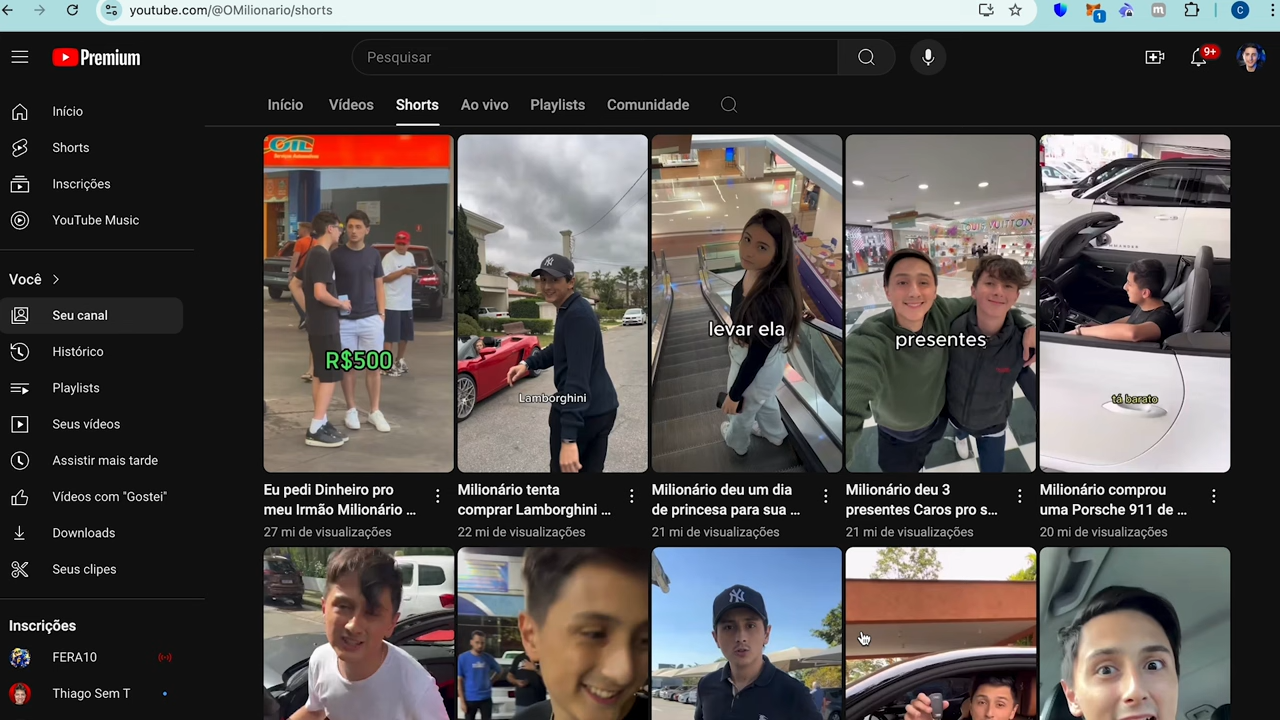 youtube.com/@OMilionario/shorts
C
1
m
Premium
Pesquisar
9+
Início
Vídeos
Shorts
Ao vivo
Playlists
Comunidade
Início
Shorts
Inscrições
YouTube Music
Você
Seu canal
Histórico
Playlists
Seus vídeos
Assistir mais tarde
Vídeos com "Gostei"
Downloads
Seus clipes
Inscrições
FERA10
Thiago Sem T
OIL
R$500
Lamborghini
levar ela
LOUIS VUITTON
presentes
tá barato
Eu pedi Dinheiro pro
meu Irmão Milionário ...
27 mi de visualizações
Milionário tenta
comprar Lamborghini ...
22 mi de visualizações
Milionário deu um dia
de princesa para sua ...
21 mi de visualizações
Milionário deu 3
presentes Caros pro s...
21 mi de visualizações
Milionário comprou
uma Porsche 911 de ...
20 mi de visualizações